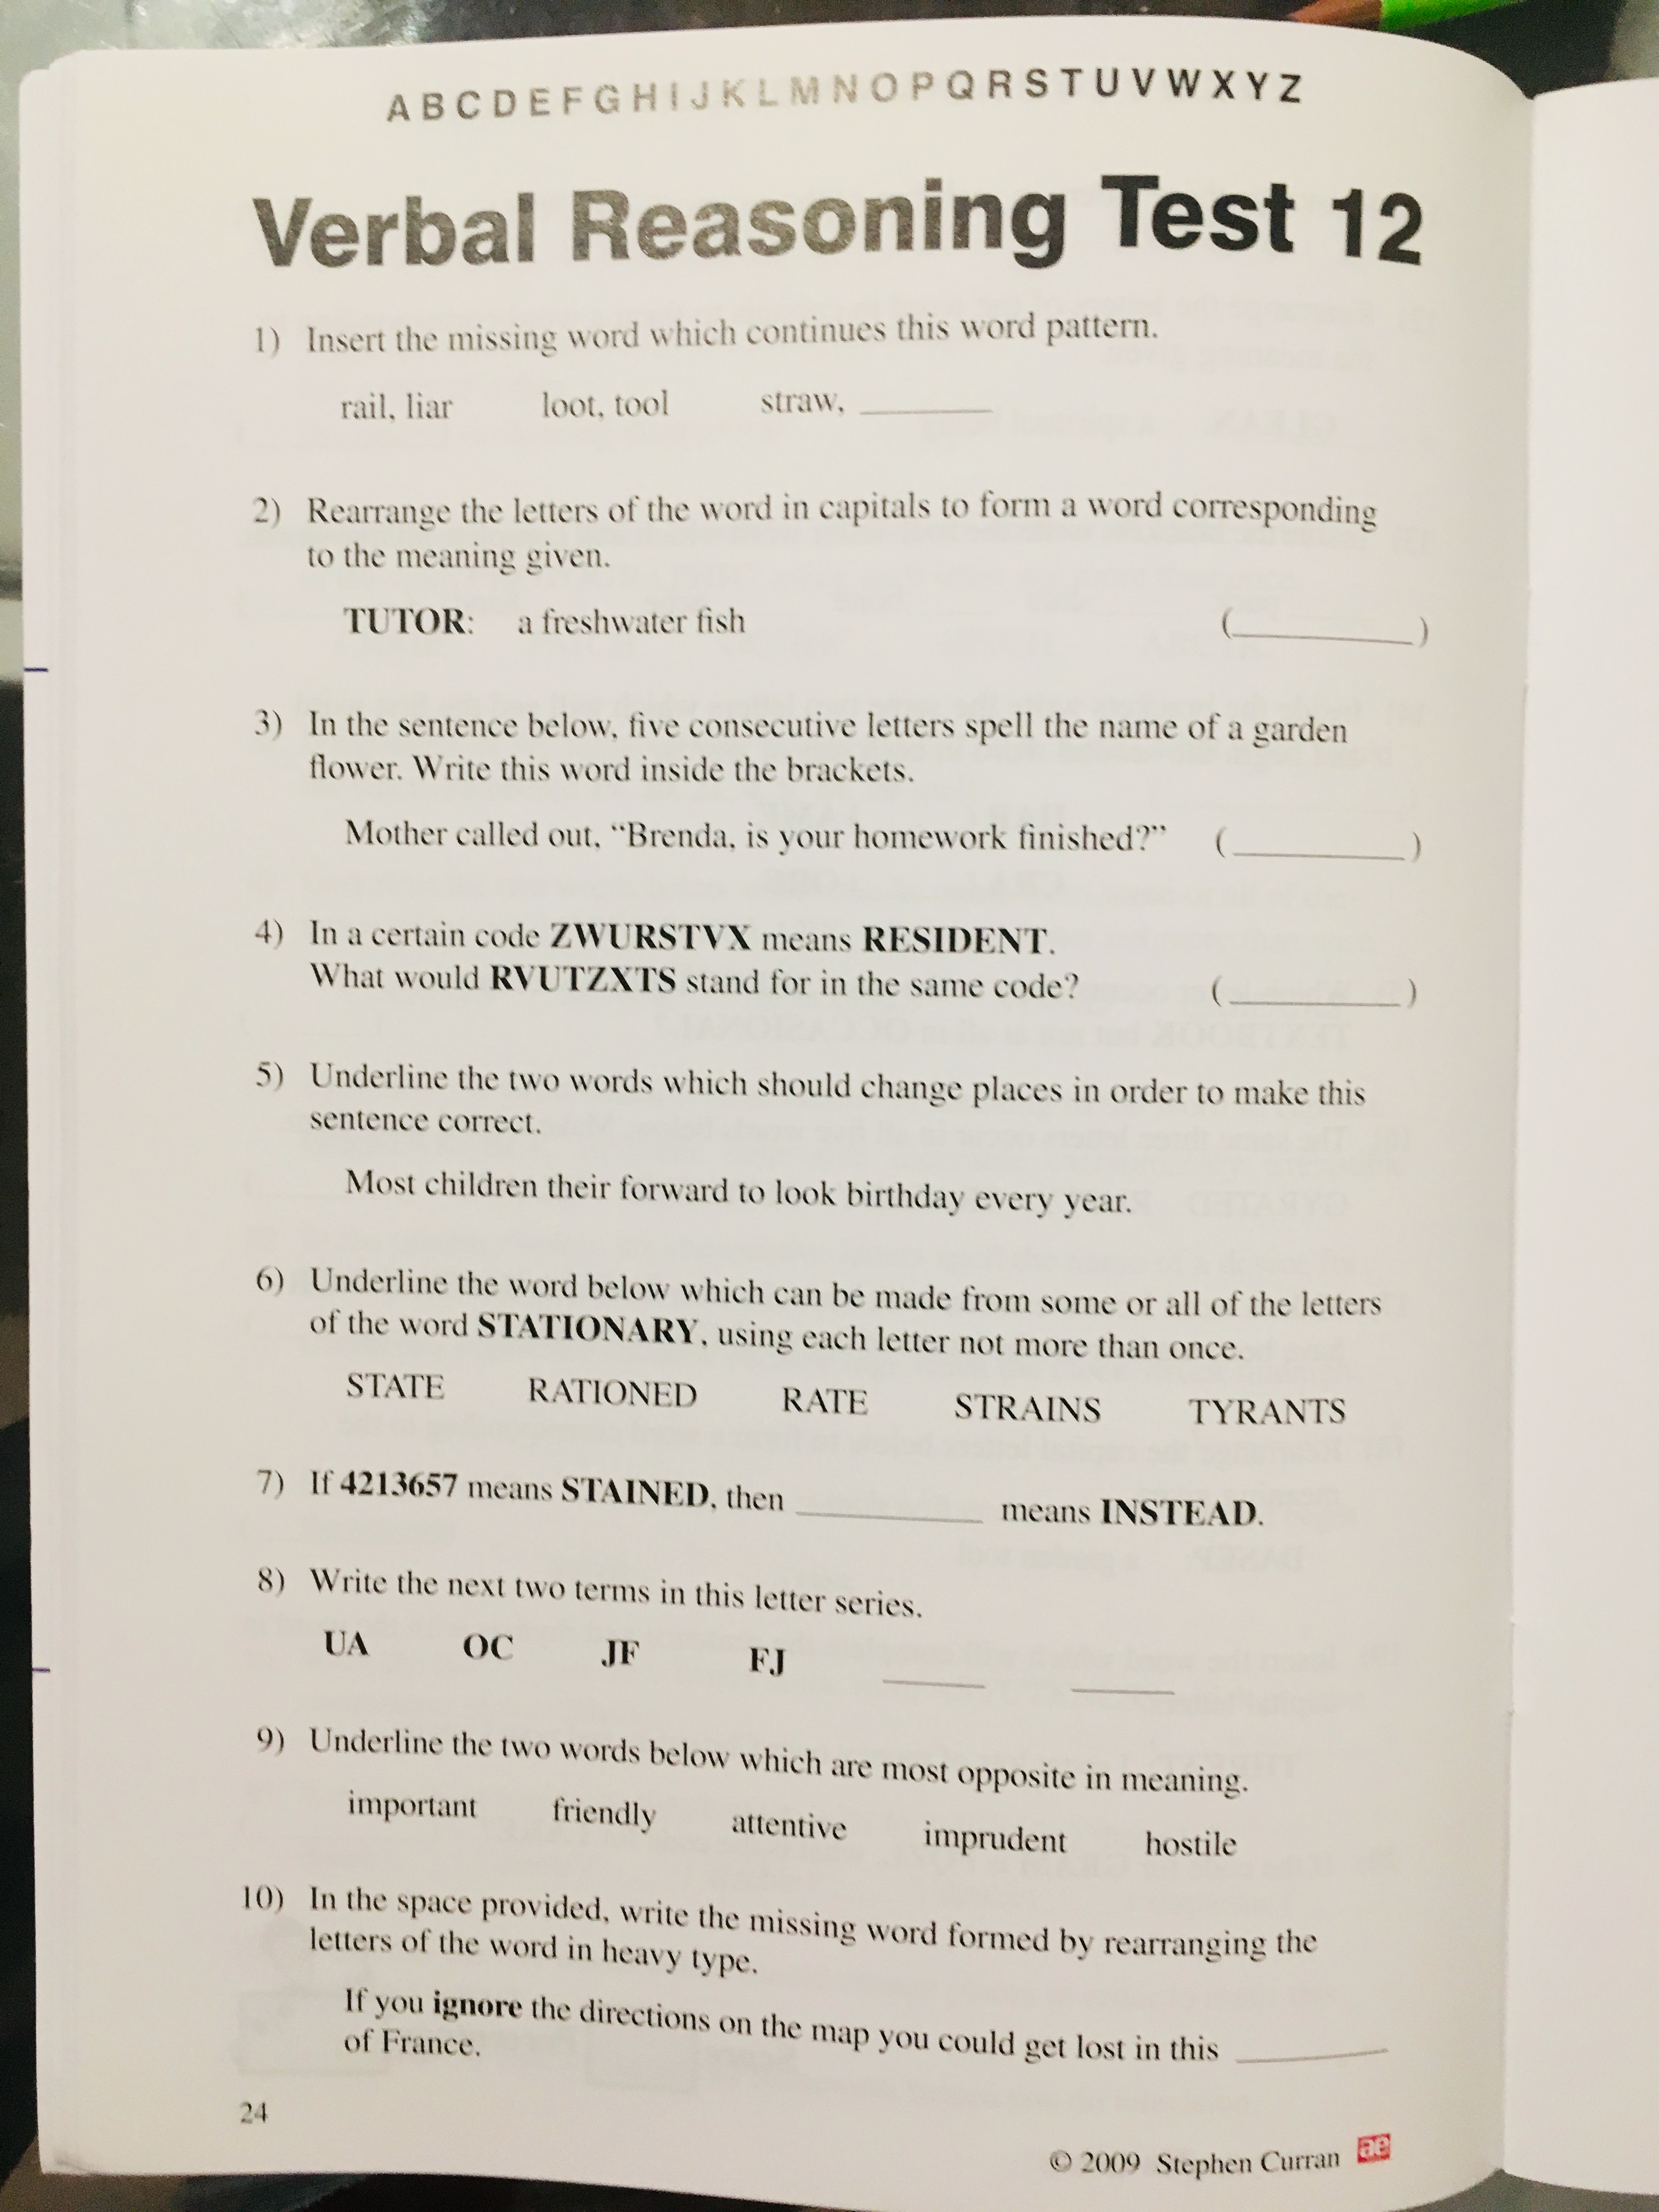 ABCDEFGHIJKLMNOPQRSTUVWXYZ
Verbal Reasoning Test 12
1) Insert the missing word which continues this word pattern.
rail, liar loot, tool straw, ________
2) Rearrange the letters of the word in capitals to form a word corresponding
to the meaning given.
TUTOR: a freshwater fish (________)
3) In the sentence below, five consecutive letters spell the name of a garden
flower. Write this word inside the brackets.
Mother called out, “Brenda, is your homework finished?” (________)
4) In a certain code ZWURSTVX means RESIDENT.
What would RVUTZXTS stand for in the same code? (________)
5) Underline the two words which should change places in order to make this
sentence correct.
Most children their forward to look birthday every year.
6) Underline the word below which can be made from some or all of the letters
of the word STATIONARY, using each letter not more than once.
STATE RATIONED RATE STRAINS TYRANTS
7) If 4213657 means STAINED, then ________ means INSTEAD.
8) Write the next two terms in this letter series.
UA OC JF FJ ________ ________
9) Underline the two words below which are most opposite in meaning.
important friendly attentive imprudent hostile
10) In the space provided, write the missing word formed by rearranging the
letters of the word in heavy type.
If you ignore the directions on the map you could get lost in this ________
of France.
24
© 2009 Stephen Curran ae